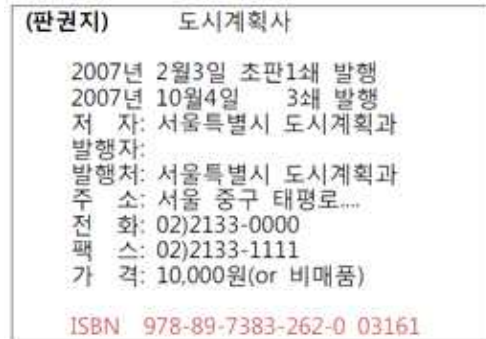 (판권지) 도시계획사
2007년 2월3일 초판1쇄 발행
2007년 10월4일 3쇄 발행
저 자: 서울특별시 도시계획과
발행자:
발행처: 서울특별시 도시계획과
주 소: 서울 중구 태평로....
전 화: 02)2133-0000
팩 스: 02)2133-1111
가 격: 10,000원(or 비매품)
ISBN 978-89-7383-262-0 03161